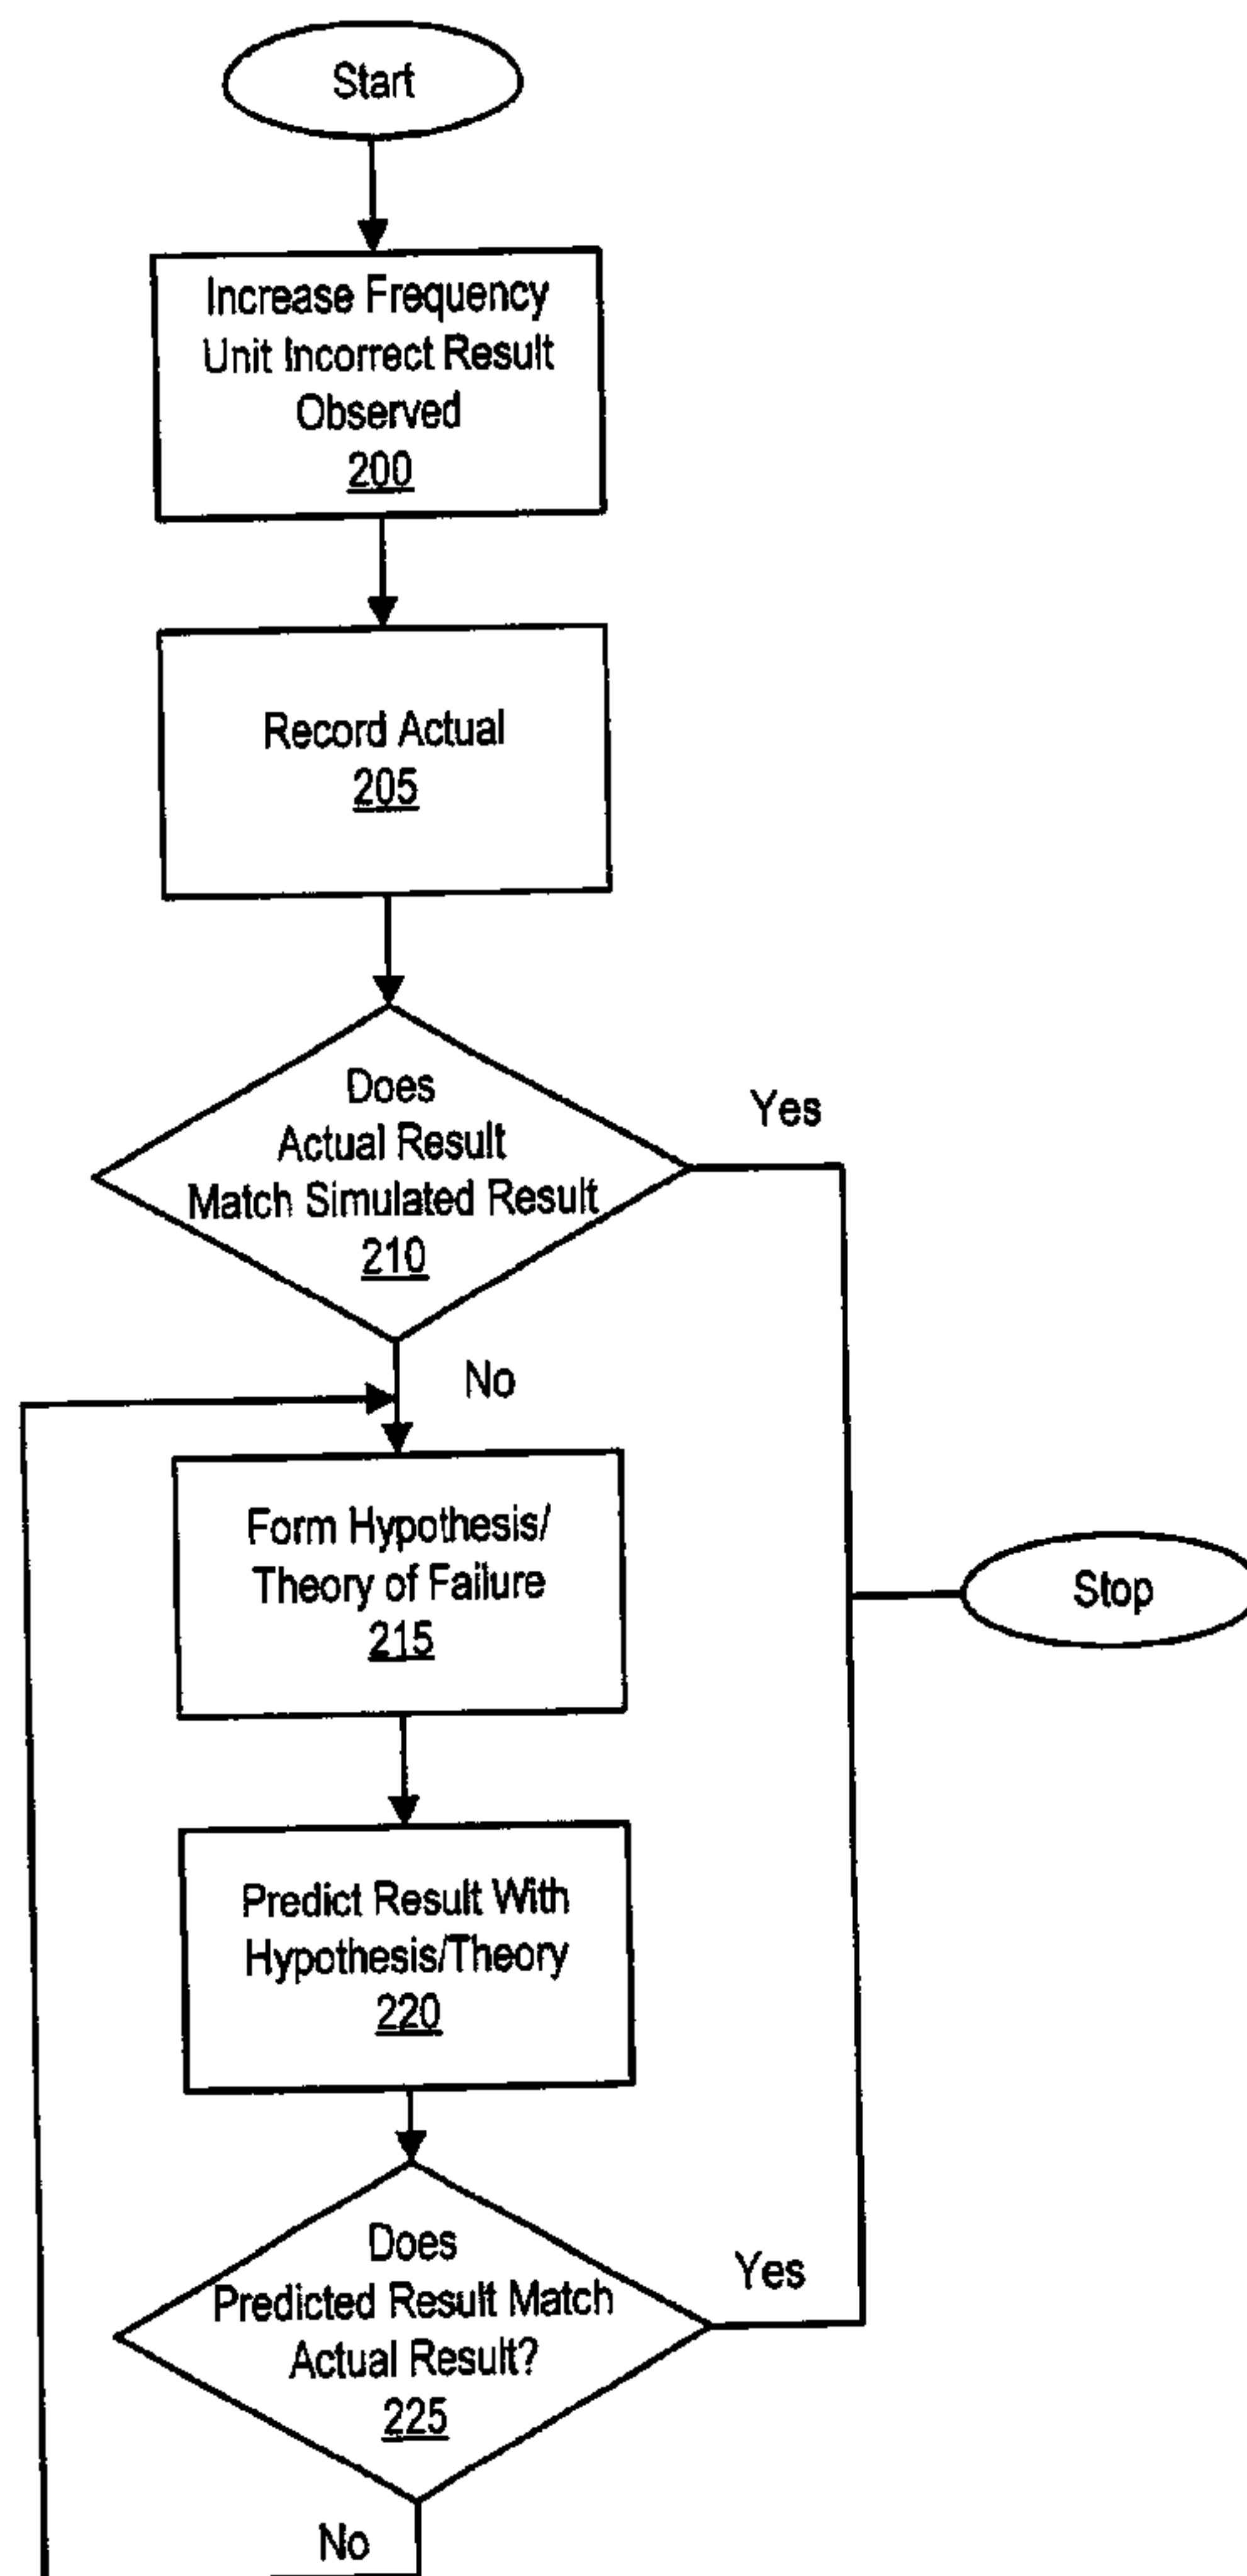 Start
Increase Frequency
Unit Incorrect Result
Observed
200
Record Actual
205
Does
Actual Result
Match Simulated Result
210
Yes
No
Form Hypothesis/
Theory of Failure
215
Stop
Predict Result With
Hypothesis/Theory
220
Does
Predicted Result Match
Actual Result?
225
Yes
No